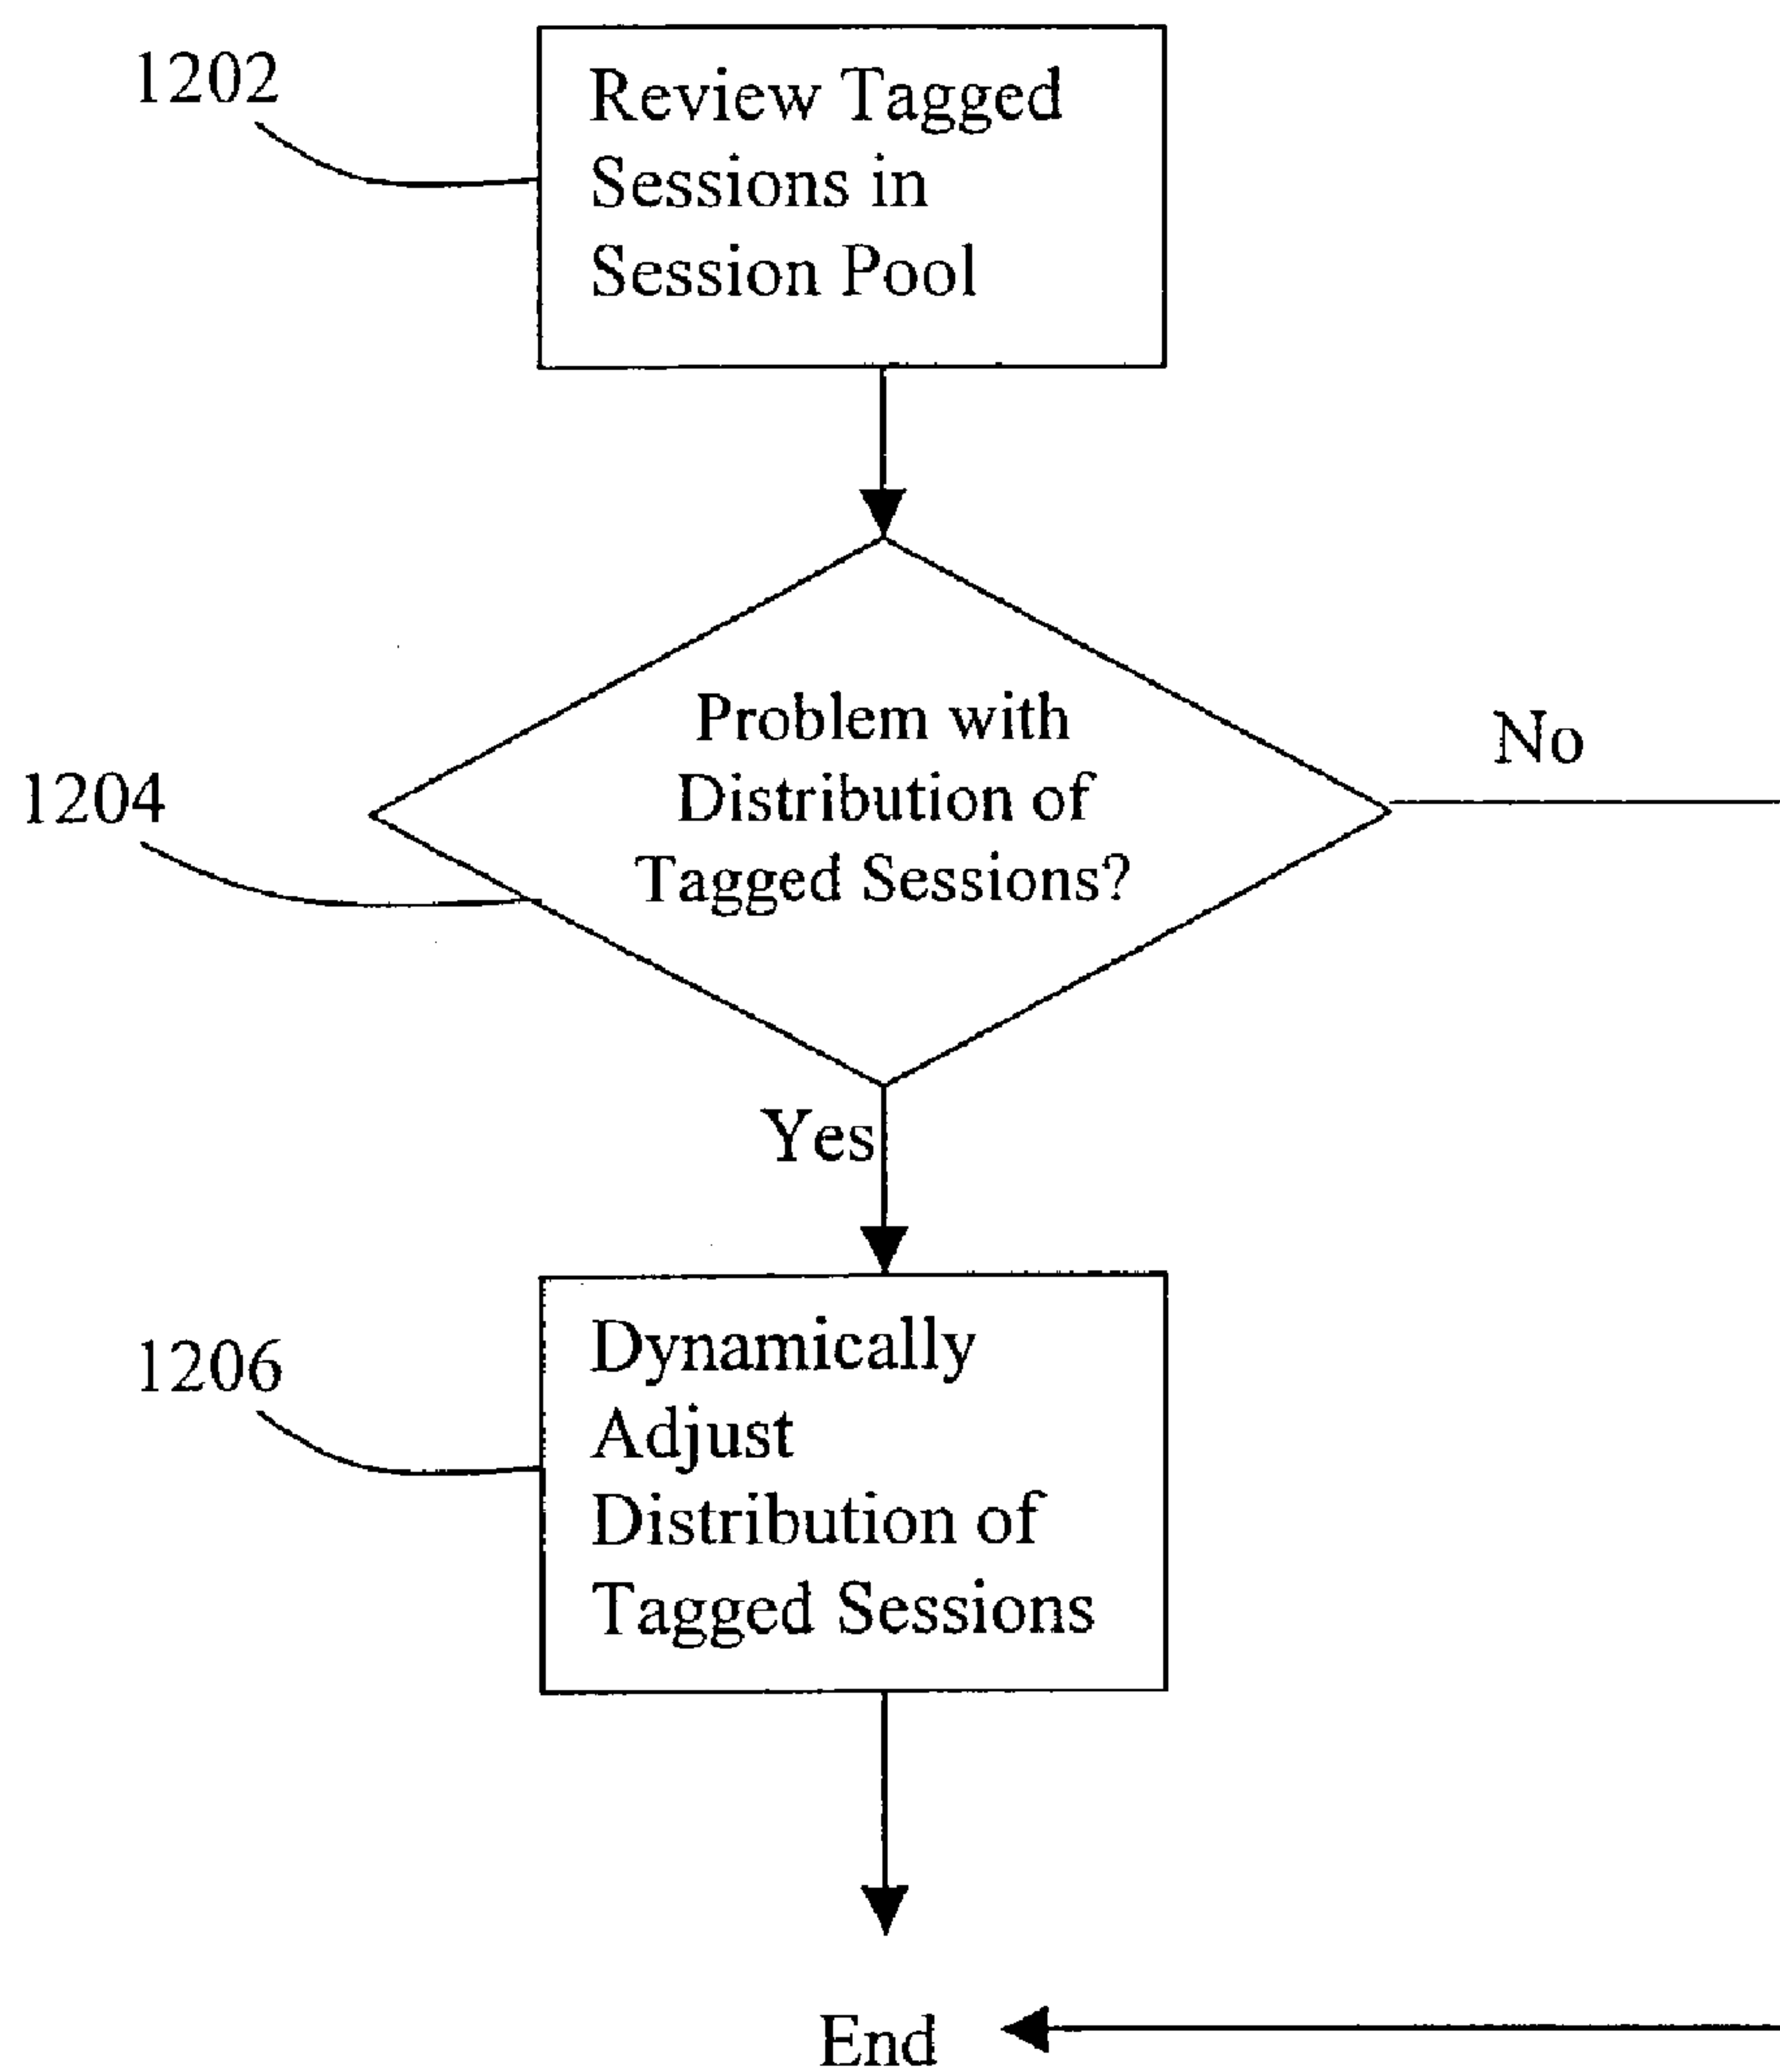 1202
Review Tagged
Sessions in
Session Pool
Problem with
Distribution of
Tagged Sessions?
No
1204
Yes
Dynamically
Adjust
Distribution of
Tagged Sessions
1206
End